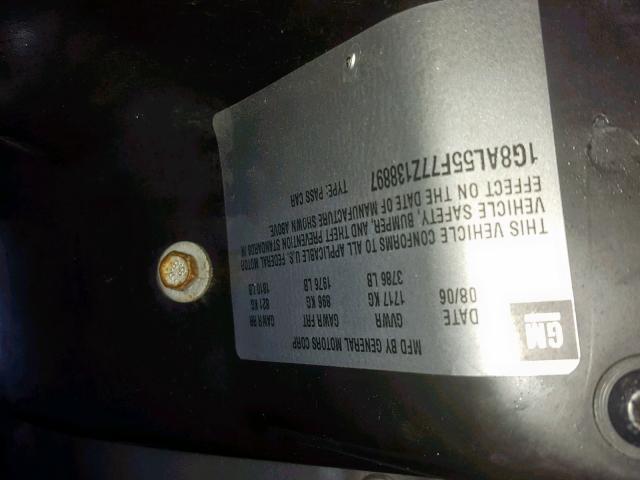 GM
MFD BY GENERAL MOTORS CORP
DATE GVWR GAWR FRT GAWR RR
08/06 1717 KG 896 KG 821 KG
3786 LB 1976 LB 1810 LB
THIS VEHICLE CONFORMS TO ALL APPLICABLE U.S. FEDERAL MOTOR
VEHICLE SAFETY, BUMPER, AND THEFT PREVENTION STANDARDS IN
EFFECT ON THE DATE OF MANUFACTURE SHOWN ABOVE.
1G8AL55F77Z138897 TYPE: PASS CAR